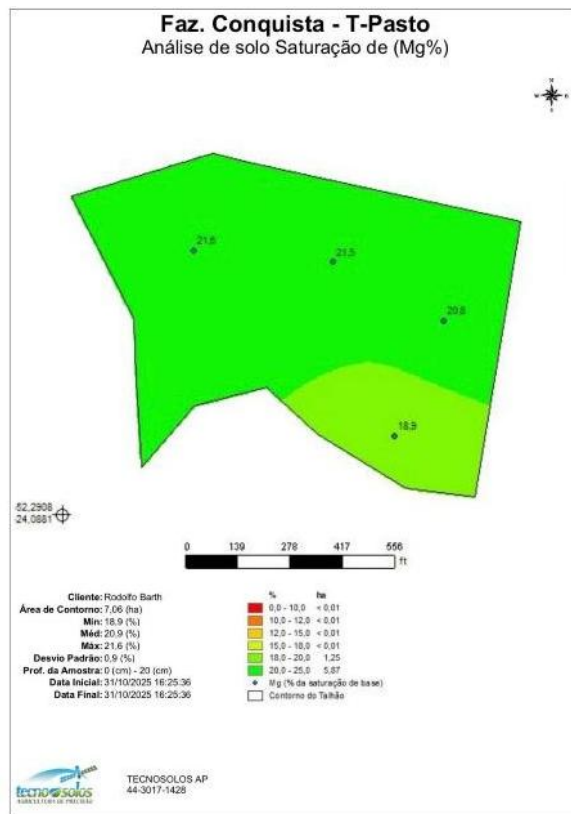 Faz. Conquista - T-Pasto
Análise de solo Saturação de (Mg%)
N
W E
S
21,6
21,5
20,8
18,9
-52,2908
-24,0881
0 139 278 417 556
ft
Cliente: Rodolfo Barth
Área de Contorno: 7,06 (ha)
Min: 18,9 (%)
Méd: 20,9 (%)
Máx: 21,6 (%)
Desvio Padrão: 0,9 (%)
Prof. da Amostra: 0 (cm) - 20 (cm)
Data Inicial: 31/10/2025 16:25:36
Data Final: 31/10/2025 16:25:36
% ha
0,0 - 10,0 < 0,01
10,0 - 12,0 < 0,01
12,0 - 15,0 < 0,01
15,0 - 18,0 < 0,01
18,0 - 20,0 1,25
20,0 - 25,0 5,87
Mg (% da saturação de base)
Contorno do Talhão
tecnosolos
AGRICULTURA DE PRECISÃO
TECNOSOLOS AP
44-3017-1428